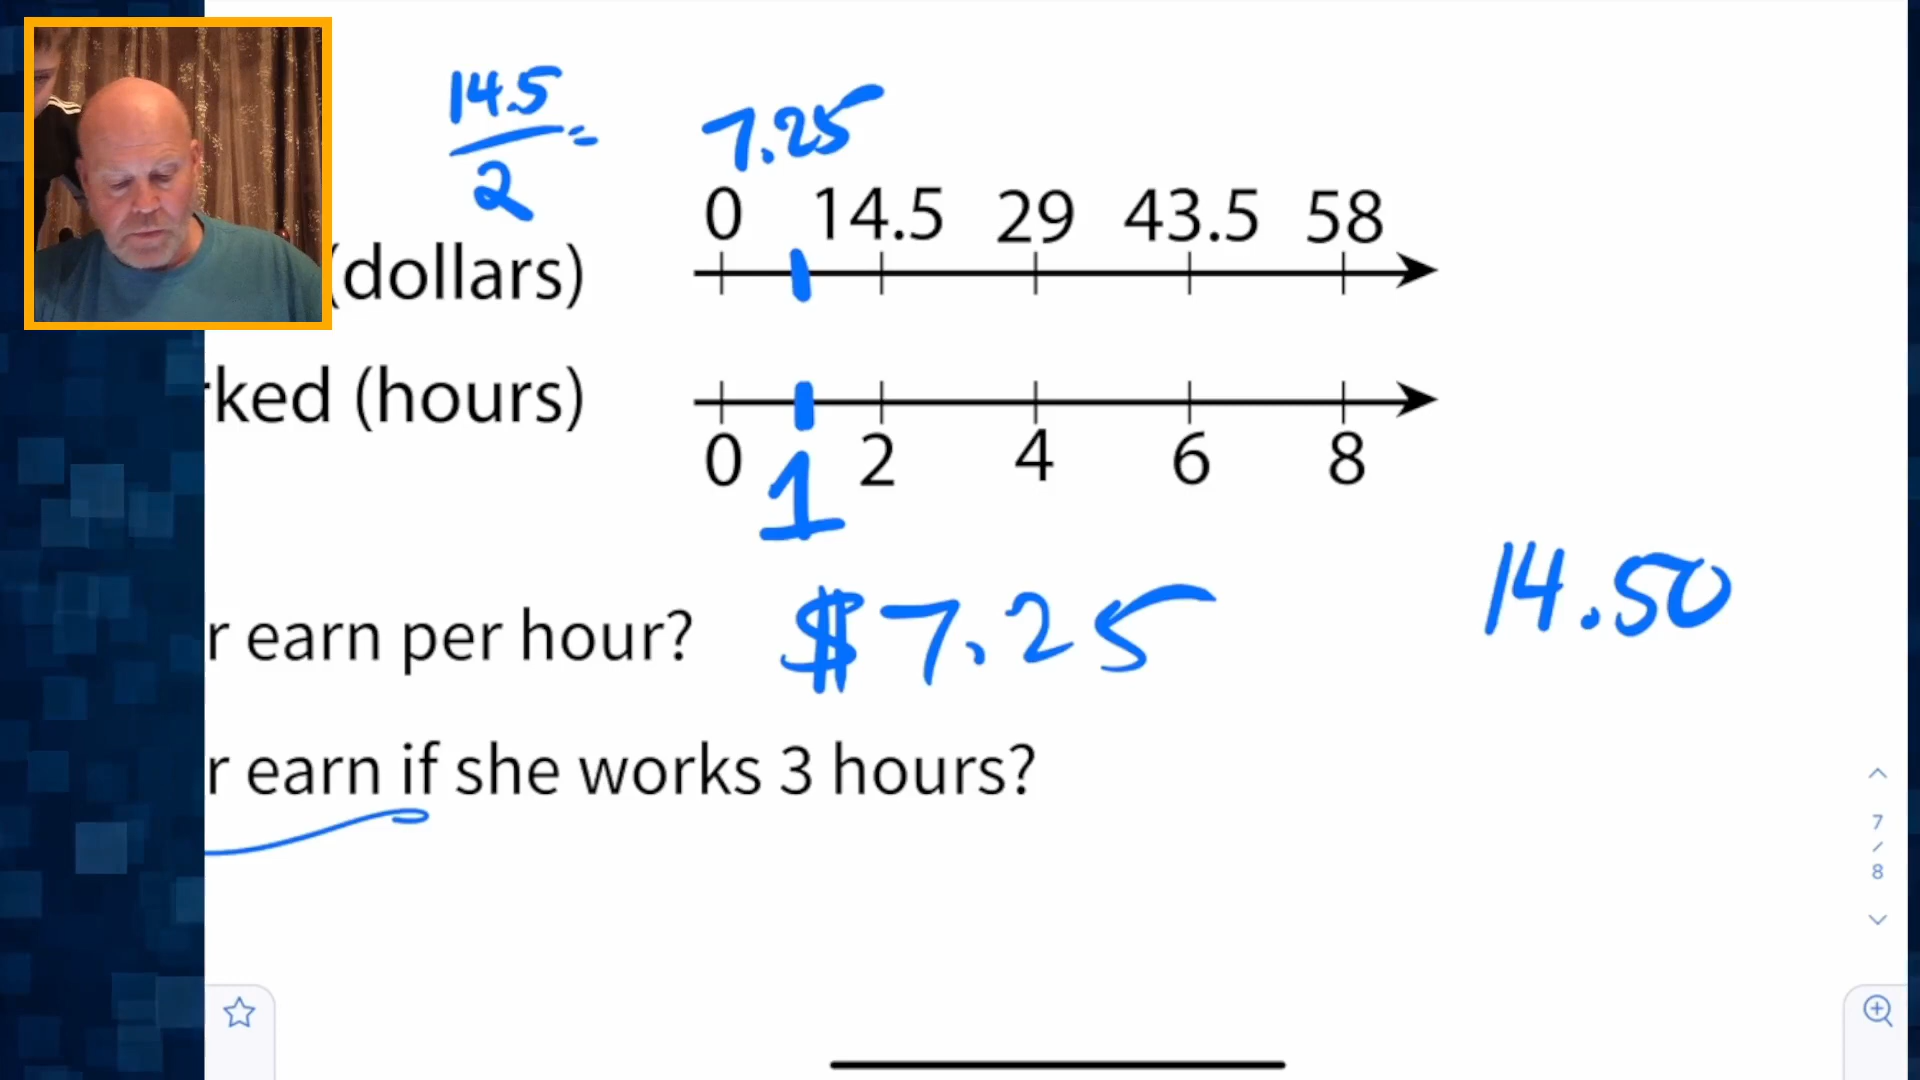 14.5
2
=
7.25
0 14.5 29 43.5 58
(dollars)
rked (hours)
0 1 2 4 6 8
r earn per hour? $7.25
14.50
r earn if she works 3 hours?
7
/
8